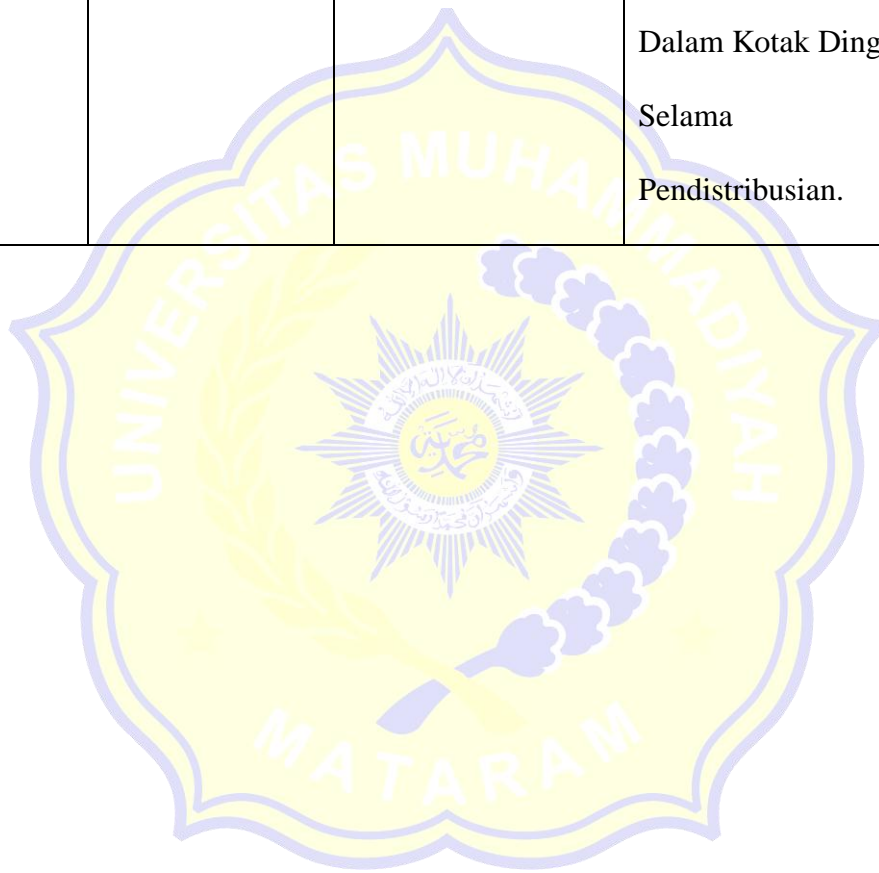 Dalam Kotak Ding
Selama
Pendistribusian.
UNIVERSITAS MUHAMMADIYAH
MATARAM